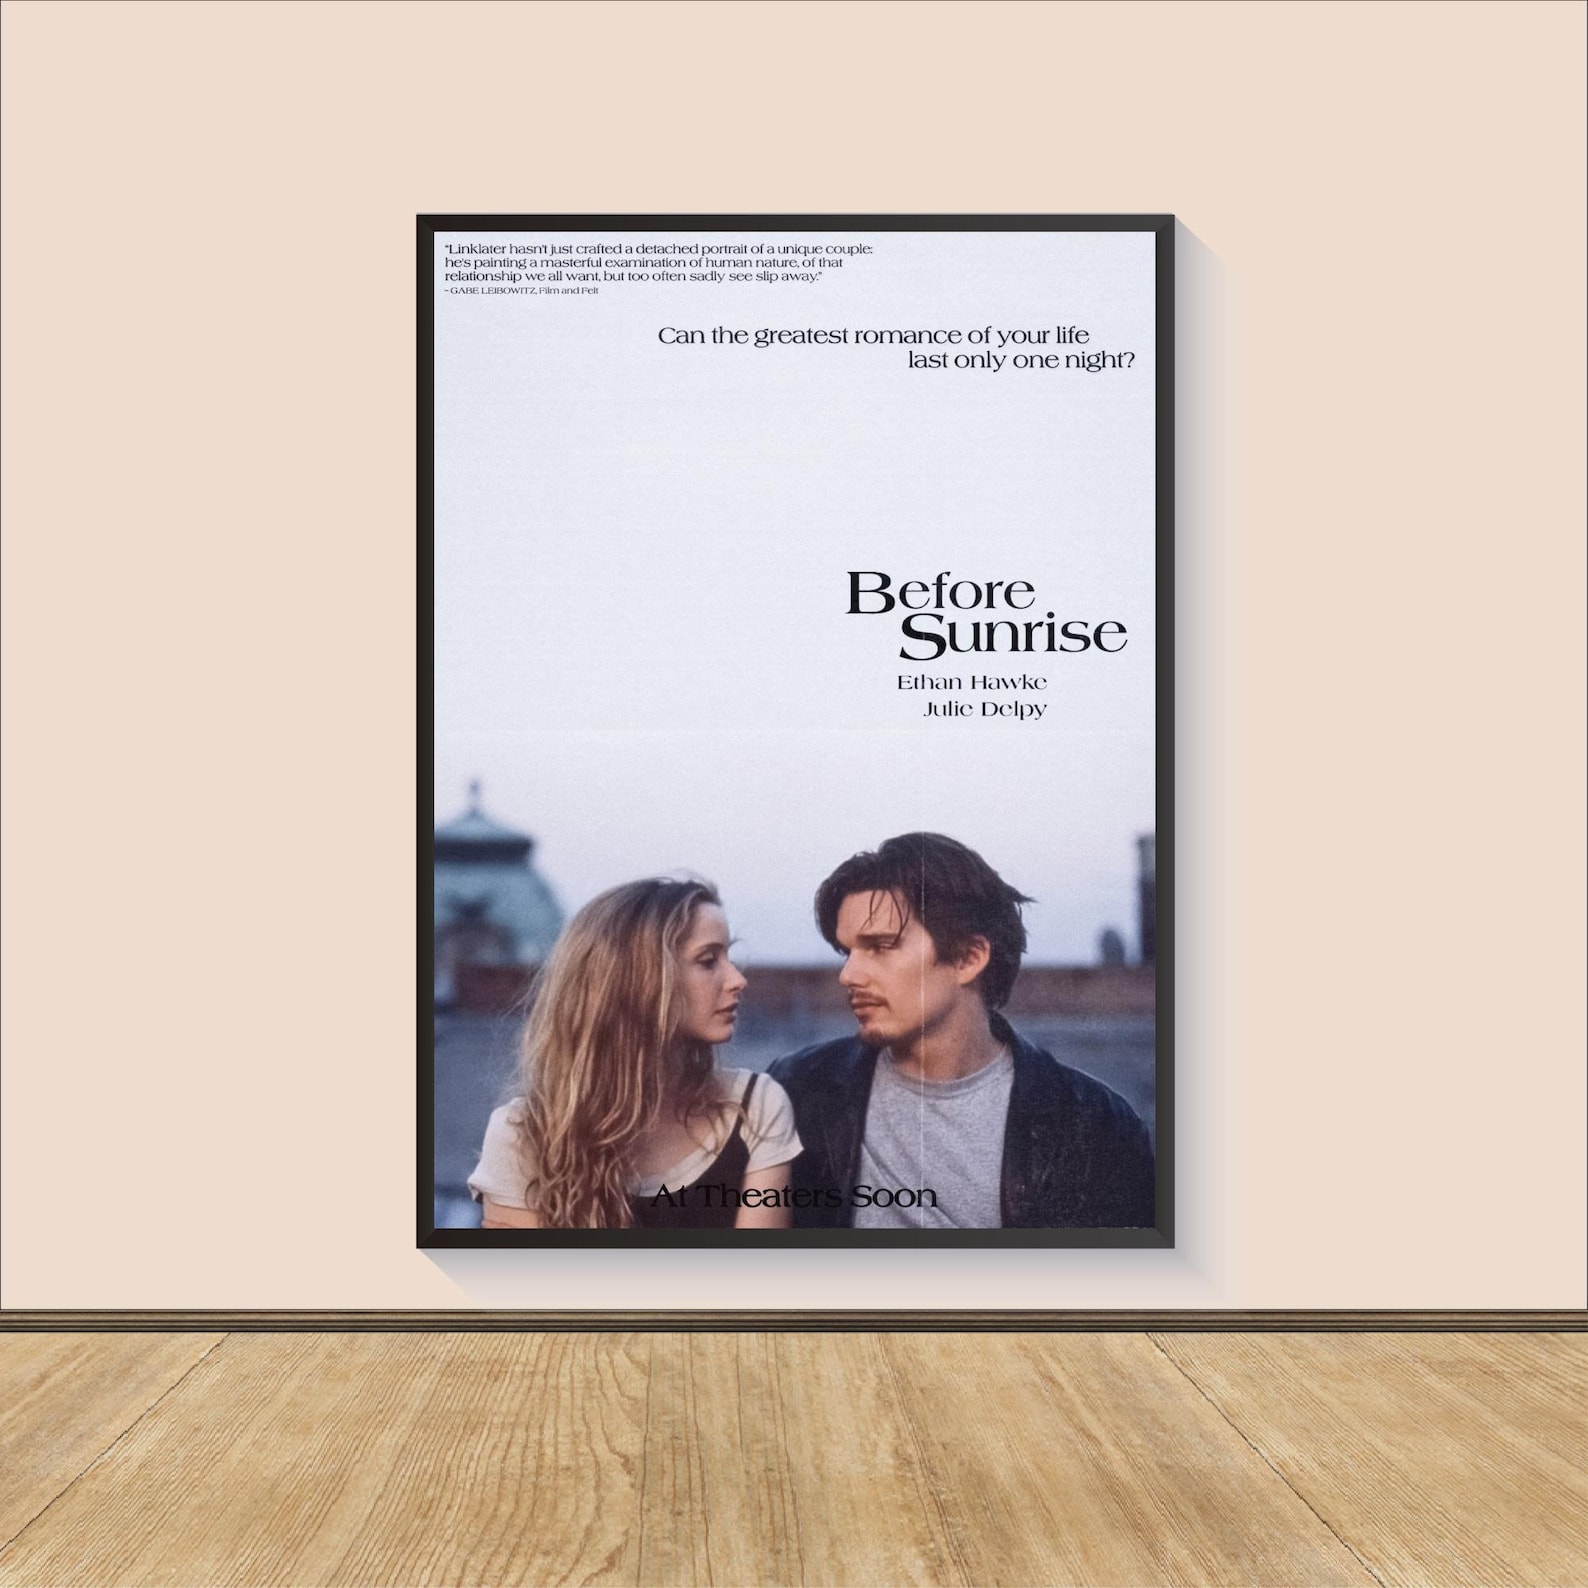 "Linklater hasn't just crafted a detached portrait of a unique couple:
he's painting a masterful examination of human nature, of that
relationship we all want, but too often sadly see slip away."
- GABE LEIBOWITZ, Film and Felt
Can the greatest romance of your life
last only one night?
Before
Sunrise
Ethan Hawke
Julie Delpy
At Theaters Soon